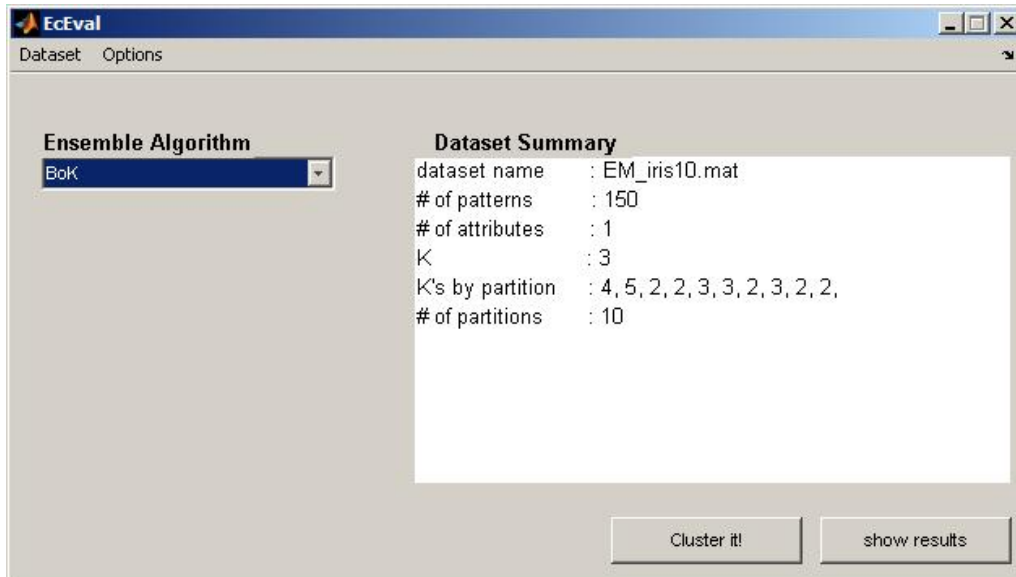 EcEval
Dataset Options
Ensemble Algorithm
BoK
Dataset Summary
dataset name : EM_iris10.mat
# of patterns : 150
# of attributes : 1
K : 3
K's by partition : 4, 5, 2, 2, 3, 3, 2, 3, 2, 2,
# of partitions : 10
Cluster it!
show results